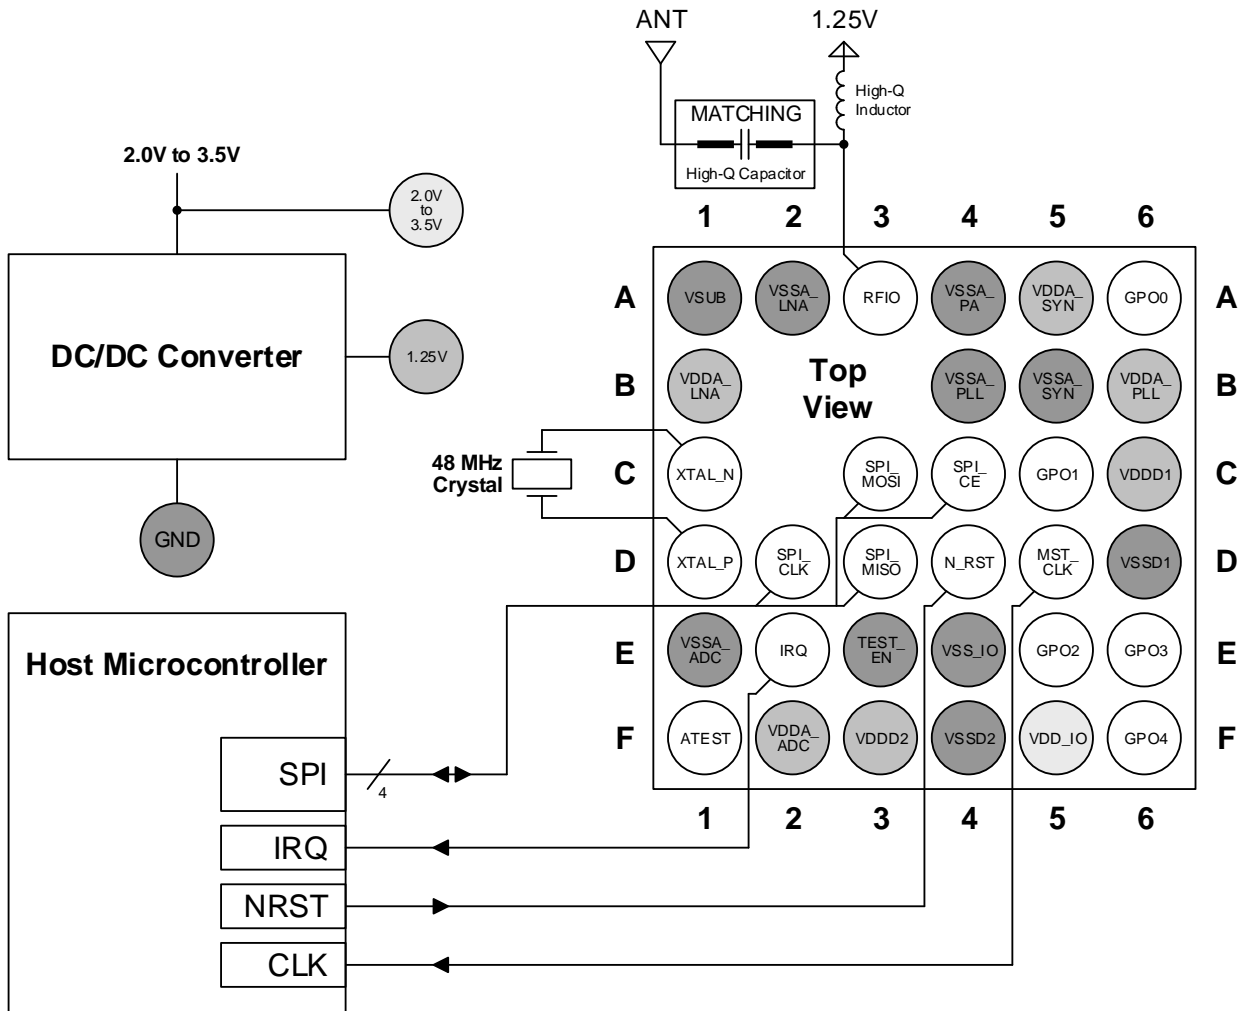 ANT
1.25V
High-Q
Inductor
MATCHING
High-Q Capacitor
2.0V to 3.5V
2.0V
to
3.5V
DC/DC Converter
1.25V
GND
48 MHz
Crystal
1 2 3 4 5 6
A
VSUB
VSSA_
LNA
RFIO
VSSA_
PA
VDDA_
SYN
GPO0
A
B
VDDA_
LNA
Top
View
VSSA_
PLL
VSSA_
SYN
VDDA_
PLL
B
C
XTAL_N
SPI_
MOSI
SPI_
CE
GPO1
VDDD1
C
D
XTAL_P
SPI_
CLK
SPI_
MISO
N_RST
MST_
CLK
VSSD1
D
E
VSSA_
ADC
IRQ
TEST_
EN
VSS_IO
GPO2
GPO3
E
F
ATEST
VDDA_
ADC
VDDD2
VSSD2
VDD_IO
GPO4
F
1 2 3 4 5 6
Host Microcontroller
SPI
4
IRQ
NRST
CLK